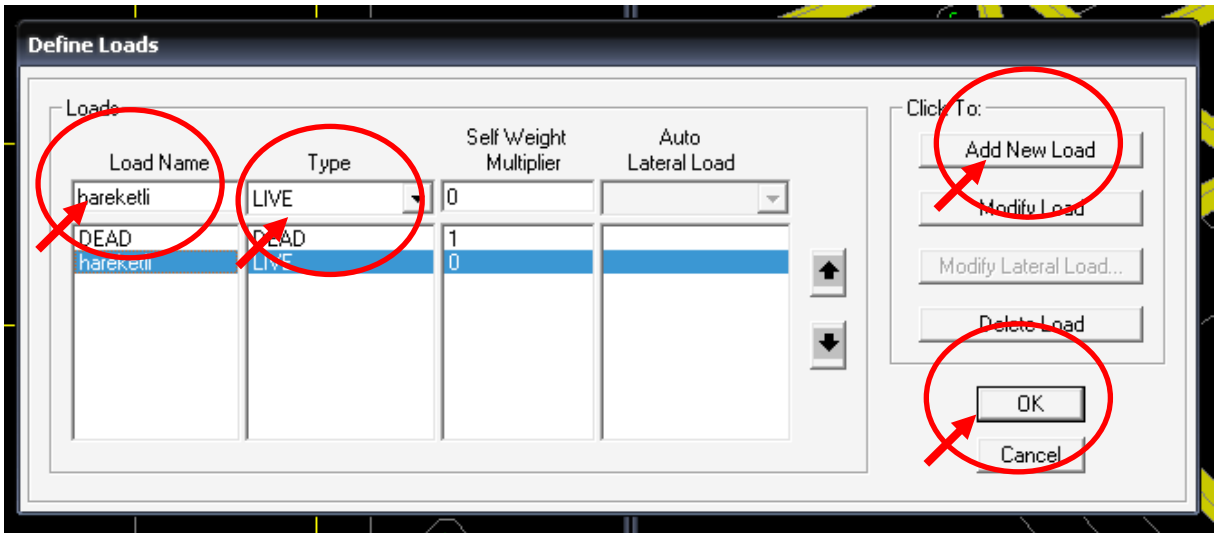 Define Loads
Loads
Click To:
Self Weight Auto
Load Name Type Multiplier Lateral Load
Add New Load
hareketli LIVE 0
Modify Load
DEAD DEAD 1
hareketli LIVE 0
Modify Lateral Load...
Delete Load
OK
Cancel